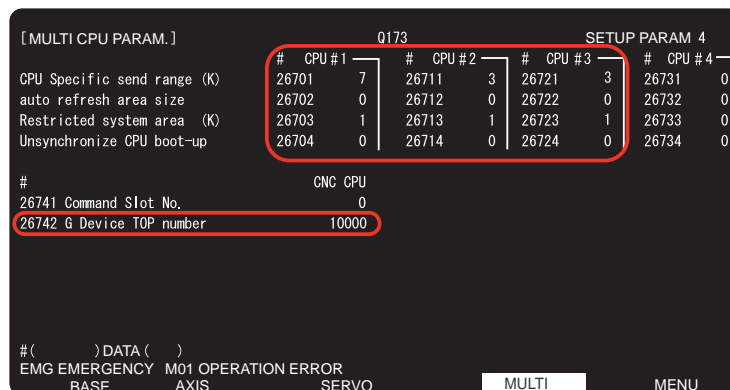 [MULTI CPU PARAM.] Q173 SETUP PARAM 4
# CPU#1 # CPU#2 # CPU#3 # CPU#4
CPU Specific send range (K) 26701 7 26711 3 26721 3 26731 0
auto refresh area size 26702 0 26712 0 26722 0 26732 0
Restricted system area (K) 26703 1 26713 1 26723 1 26733 0
Unsynchronize CPU boot-up 26704 0 26714 0 26724 0 26734 0
# CNC CPU
26741 Command Slot No. 0
26742 G Device TOP number 10000
#( )DATA( )
EMG EMERGENCY M01 OPERATION ERROR
BASE AXIS SERVO MULTI MENU